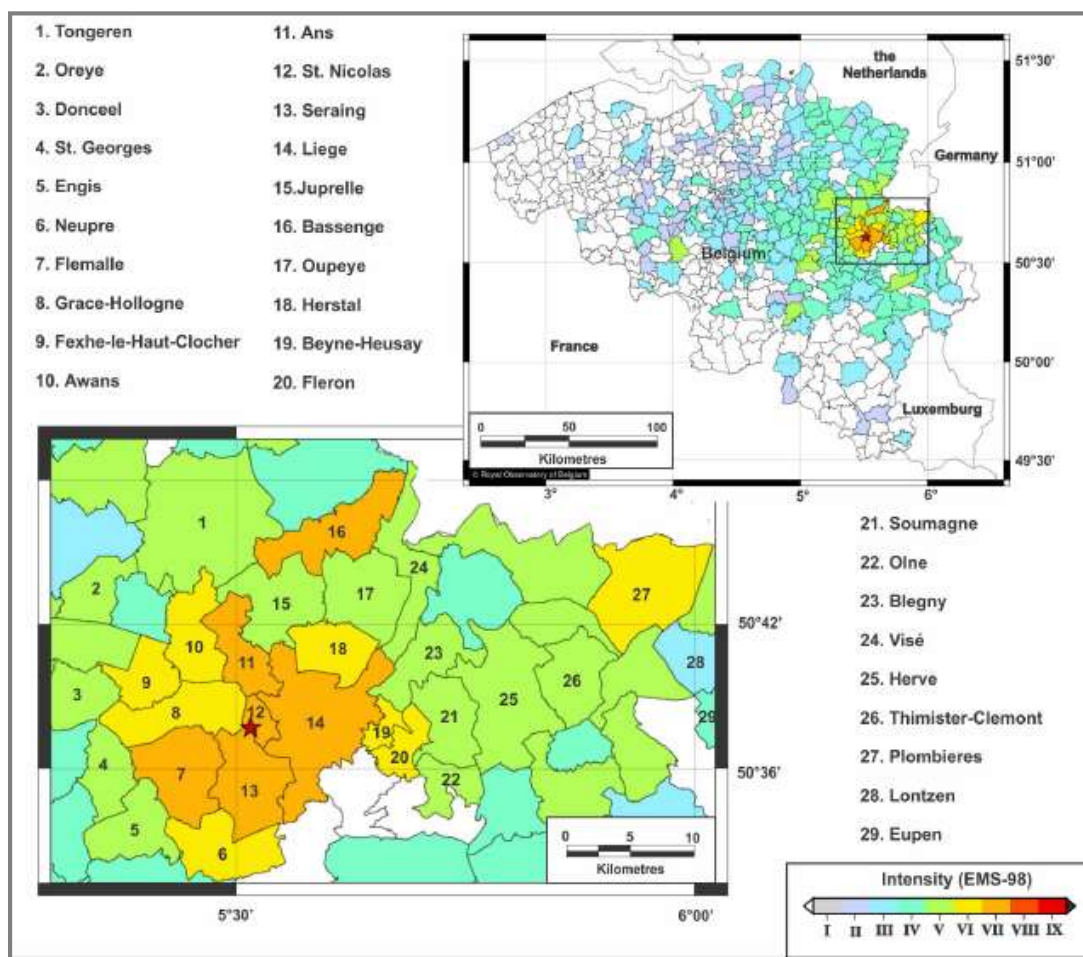 1. Tongeren
2. Oreye
3. Donceel
4. St. Georges
5. Engis
6. Neupre
7. Flemalle
8. Grace-Hollogne
9. Fexhe-le-Haut-Clocher
10. Awans
11. Ans
12. St. Nicolas
13. Seraing
14. Liege
15.Juprelle
16. Bassenge
17. Oupeye
18. Herstal
19. Beyne-Heusay
20. Fleron
the
Netherlands
Germany
Belgium
France
Luxemburg
51°30'
51°00'
50°30'
50°00'
49°30'
3° 4° 5° 6°
0 50 100
Kilometres
© Royal Observatory of Belgium
1
16
2
15
17
24
27
10
18
11
23
28
9
26
3
8
12
14
21
25
29
19
20
4
7
13
22
5
6
50°42'
50°36'
0 5 10
Kilometres
5°30' 6°00'
21. Soumagne
22. Olne
23. Blegny
24. Visé
25. Herve
26. Thimister-Clemont
27. Plombieres
28. Lontzen
29. Eupen
Intensity (EMS-98)
I II III IV V VI VII VIII IX